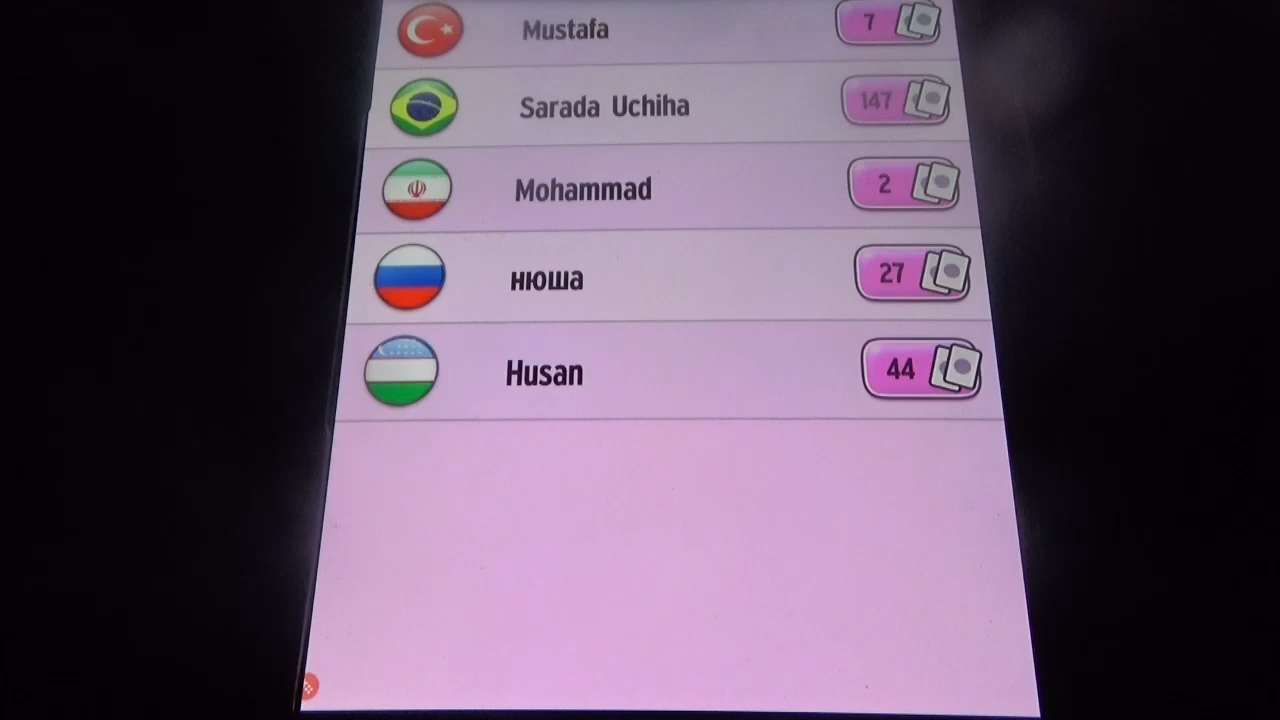 Mustafa 7
Sarada Uchiha 147
Mohammad 2
нюша 27
Husan 44